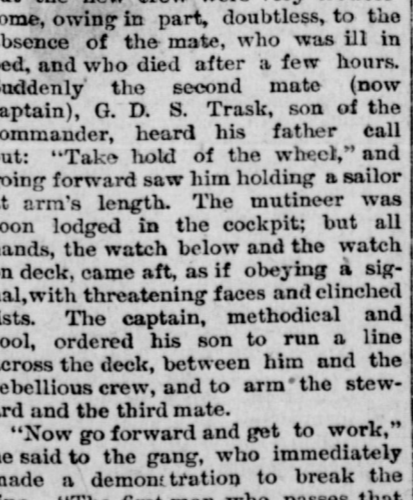 ome, owing in part, doubtless, to the
bsence of the mate, who was ill in
ed, and who died after a few hours.
uddenly the second mate (now
aptain), G. D. S. Trask, son of the
ommander, heard his father call
ut: "Take hold of the wheel," and
oing forward saw him holding a sailor
t arm's length. The mutineer was
oon lodged in the cockpit; but all
ands, the watch below and the watch
n deck, came aft, as if obeying a sig-
al, with threatening faces and clinched
ists. The captain, methodical and
ool, ordered his son to run a line
cross the deck, between him and the
ebellious crew, and to arm the stew-
rd and the third mate.
"Now go forward and get to work,"
e said to the gang, who immediately
nade a demontration to break the